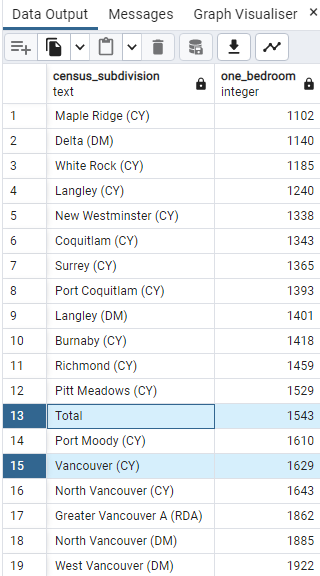 Data Output Messages Graph Visualiser ×
census_subdivision one_bedroom
text integer
1 Maple Ridge (CY) 1102
2 Delta (DM) 1140
3 White Rock (CY) 1185
4 Langley (CY) 1240
5 New Westminster (CY) 1338
6 Coquitlam (CY) 1343
7 Surrey (CY) 1365
8 Port Coquitlam (CY) 1393
9 Langley (DM) 1401
10 Burnaby (CY) 1418
11 Richmond (CY) 1459
12 Pitt Meadows (CY) 1529
13 Total 1543
14 Port Moody (CY) 1610
15 Vancouver (CY) 1629
16 North Vancouver (CY) 1643
17 Greater Vancouver A (RDA) 1862
18 North Vancouver (DM) 1885
19 West Vancouver (DM) 1922